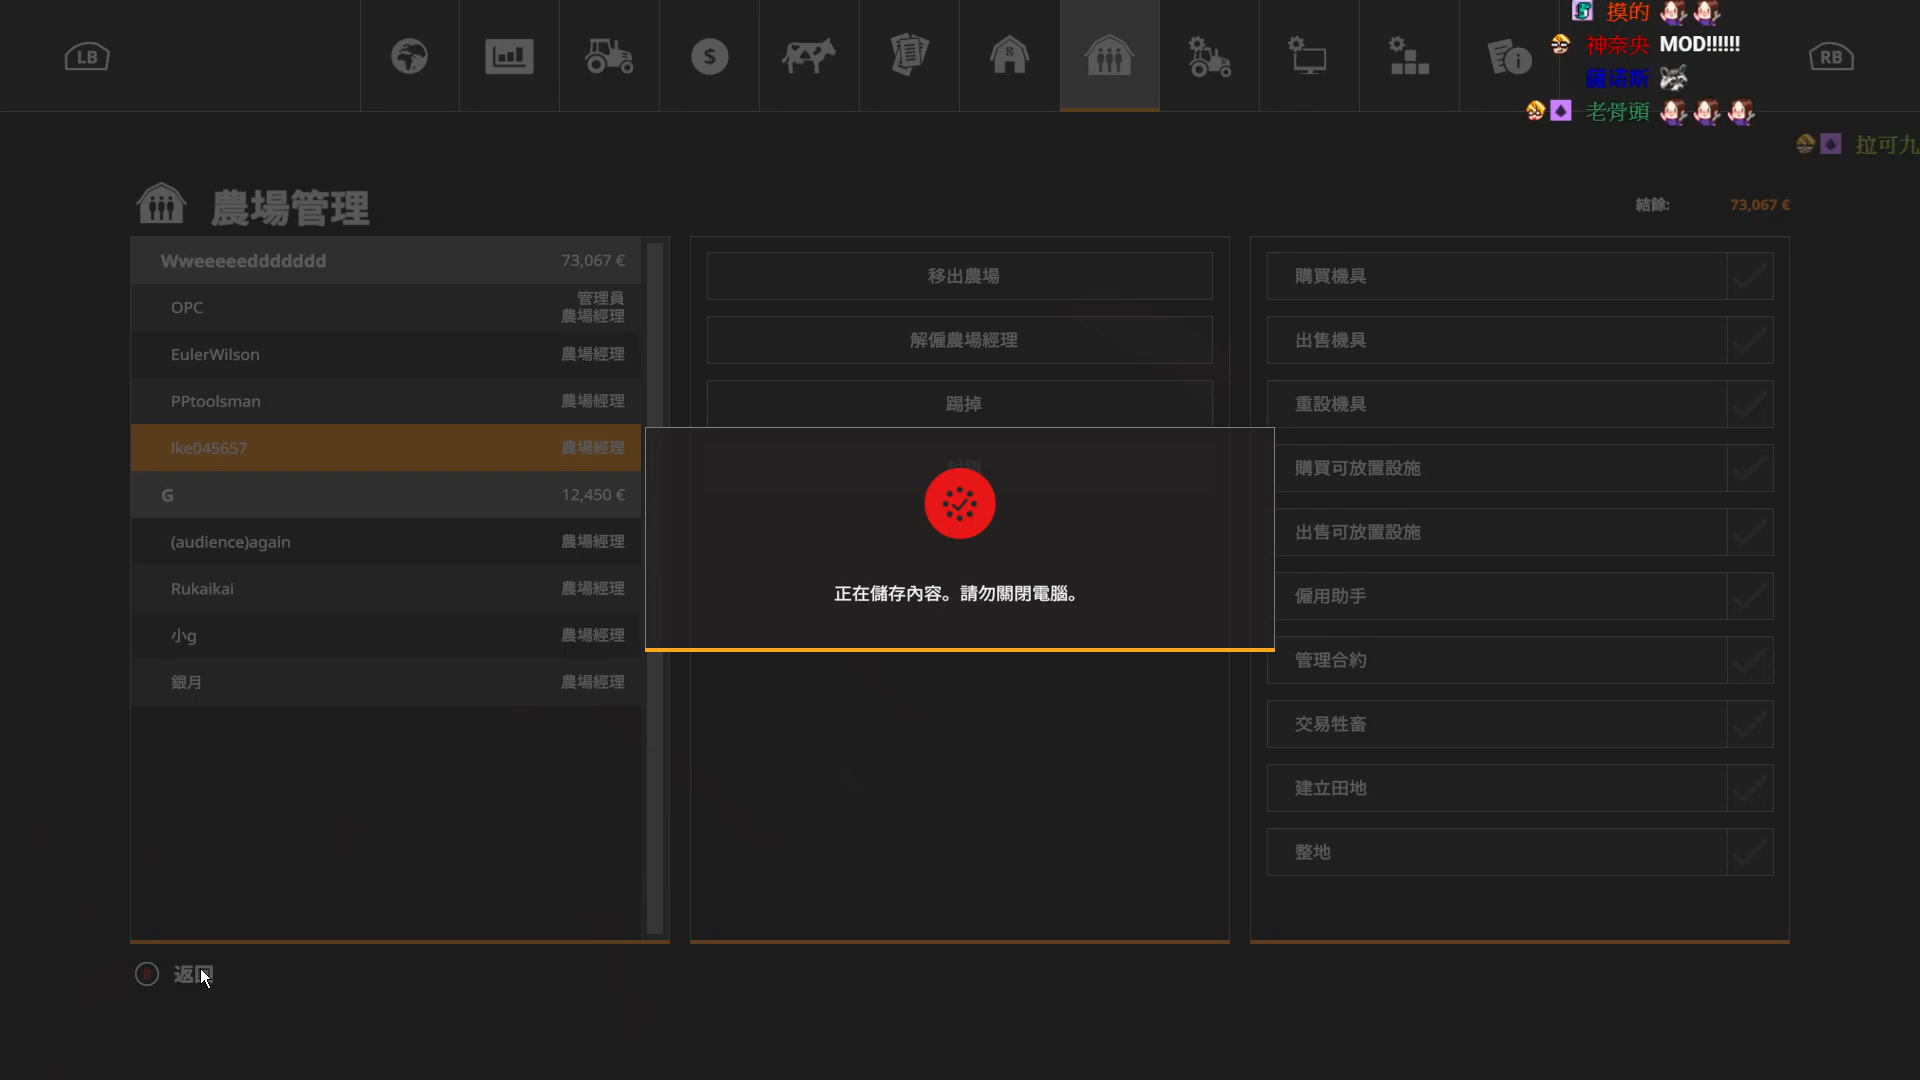 LB
RB
摸的
神奈央 MOD!!!!!!
薩诺斯
老骨頭
拉可九
農場管理
結餘: 73,067 €
Wweeeeeddddddd 73,067 €
OPC 管理員
農場經理
EulerWilson 農場經理
PPtoolsman 農場經理
lke045657 農場經理
G 12,450 €
(audience)again 農場經理
Rukaikai 農場經理
小g 農場經理
銀月 農場經理
移出農場
解僱農場經理
踢掉
正在儲存內容。請勿關閉電腦。
購買機具
出售機具
重設機具
購買可放置設施
出售可放置設施
僱用助手
管理合約
交易牲畜
建立田地
整地
返回